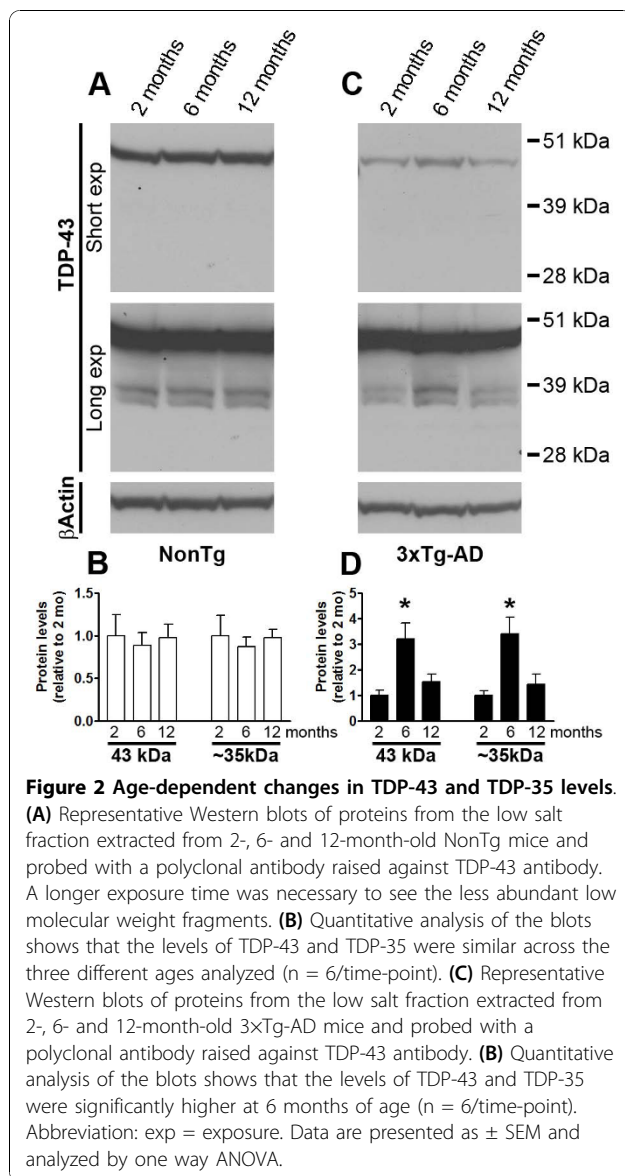 A
2 months
6 months
12 months
C
2 months
6 months
12 months
TDP-43
Short exp
51 kDa
39 kDa
28 kDa
Long exp
51 kDa
39 kDa
28 kDa
βActin
NonTg
3xTg-AD
B
Protein levels
(relative to 2 mo)
1.5
1.0
0.5
0.0
2 6 12 2 6 12 months
43 kDa ~35kDa
D
Protein levels
(relative to 2 mo)
5
4
3
2
1
0
* *
2 6 12 2 6 12 months
43 kDa ~35kDa
Figure 2 Age-dependent changes in TDP-43 and TDP-35 levels.
(A) Representative Western blots of proteins from the low salt
fraction extracted from 2-, 6- and 12-month-old NonTg mice and
probed with a polyclonal antibody raised against TDP-43 antibody.
A longer exposure time was necessary to see the less abundant low
molecular weight fragments. (B) Quantitative analysis of the blots
shows that the levels of TDP-43 and TDP-35 were similar across the
three different ages analyzed (n = 6/time-point). (C) Representative
Western blots of proteins from the low salt fraction extracted from
2-, 6- and 12-month-old 3×Tg-AD mice and probed with a
polyclonal antibody raised against TDP-43 antibody. (B) Quantitative
analysis of the blots shows that the levels of TDP-43 and TDP-35
were significantly higher at 6 months of age (n = 6/time-point).
Abbreviation: exp = exposure. Data are presented as ± SEM and
analyzed by one way ANOVA.